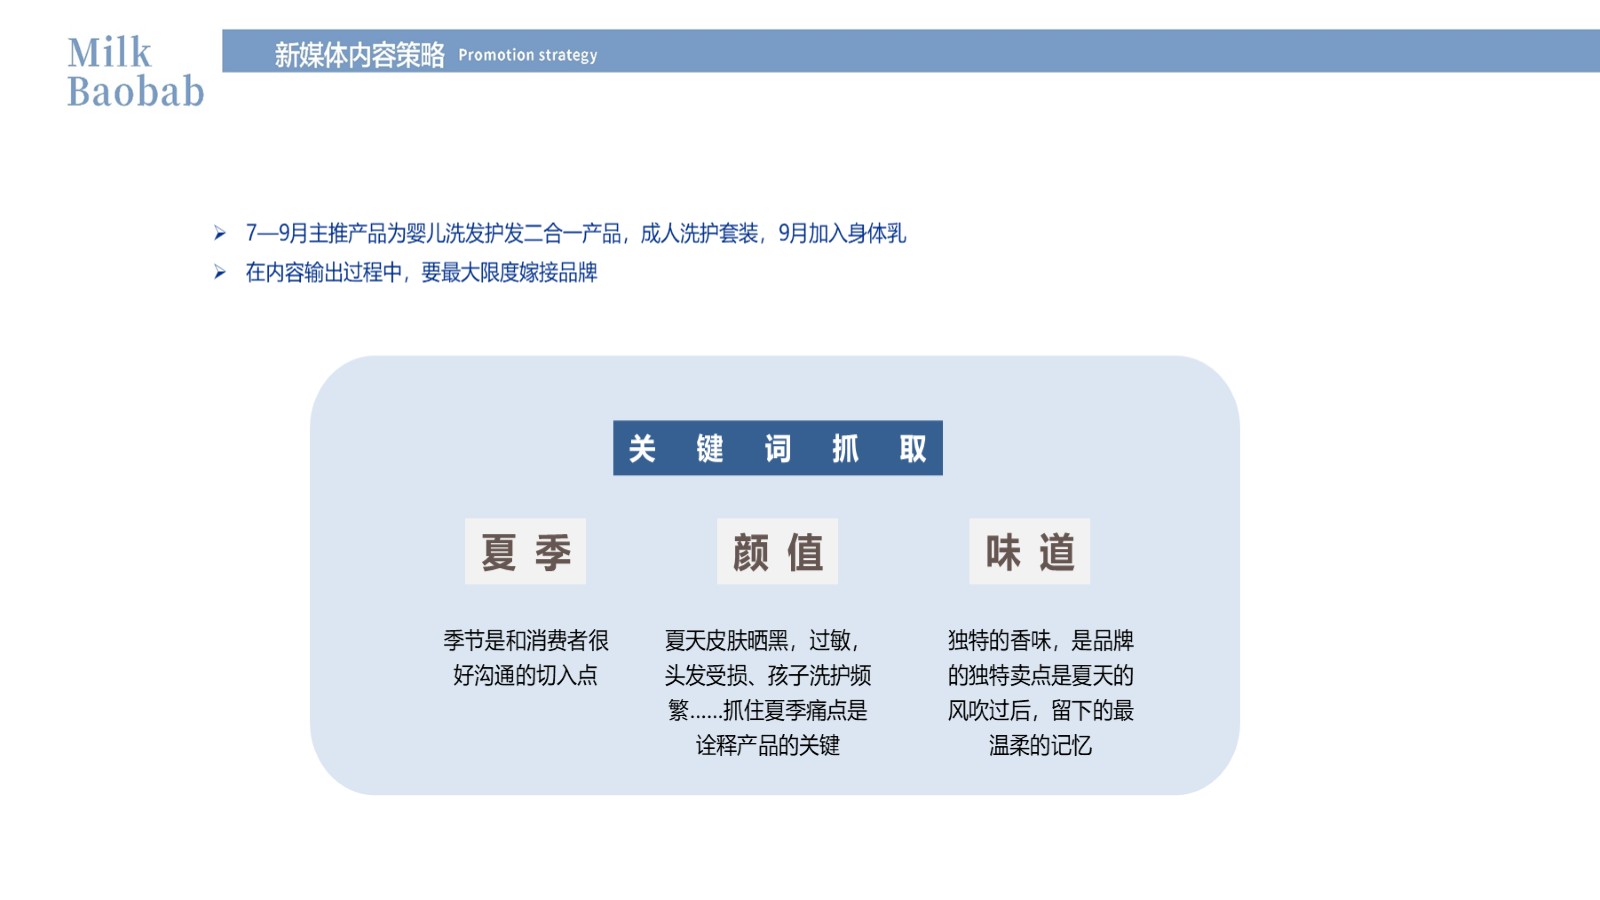 Milk
Baobab
新媒体内容策略 Promotion strategy
7—9月主推产品为婴儿洗发护发二合一产品，成人洗护套装，9月加入身体乳
在内容输出过程中，要最大限度嫁接品牌
关键词抓取
夏季
颜值
味道
季节是和消费者很
好沟通的切入点
夏天皮肤晒黑，过敏，
头发受损、孩子洗护频
繁......抓住夏季痛点是
诠释产品的关键
独特的香味，是品牌
的独特卖点是夏天的
风吹过后，留下的最
温柔的记忆